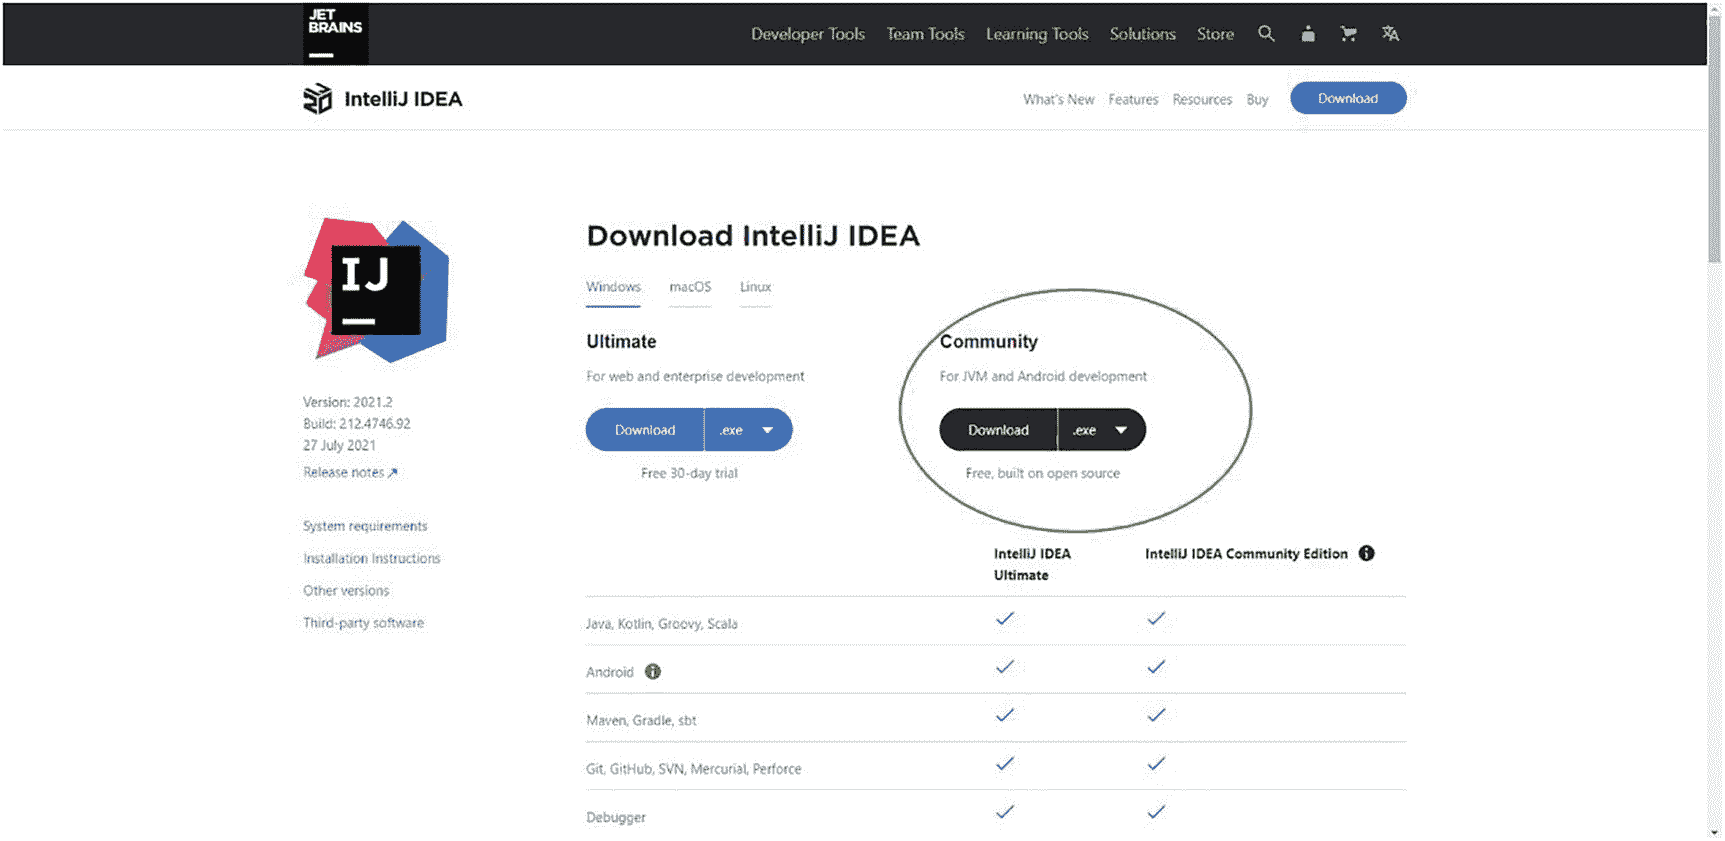 JET
BRAINS
Developer Tools Team Tools Learning Tools Solutions Store
IntelliJ IDEA
What's New Features Resources Buy Download
IJ
Download IntelliJ IDEA
Windows macOS Linux
Ultimate
For web and enterprise development
Download .exe
Free 30-day trial
Community
For JVM and Android development
Download .exe
Free, built on open source
Version: 2021.2
Build: 212.4746.92
27 July 2021
Release notes ↗
System requirements
Installation Instructions
Other versions
Third-party software
IntelliJ IDEA
Ultimate
IntelliJ IDEA Community Edition
Java, Kotlin, Groovy, Scala
Android
Maven, Gradle, sbt
Git, GitHub, SVN, Mercurial, Perforce
Debugger